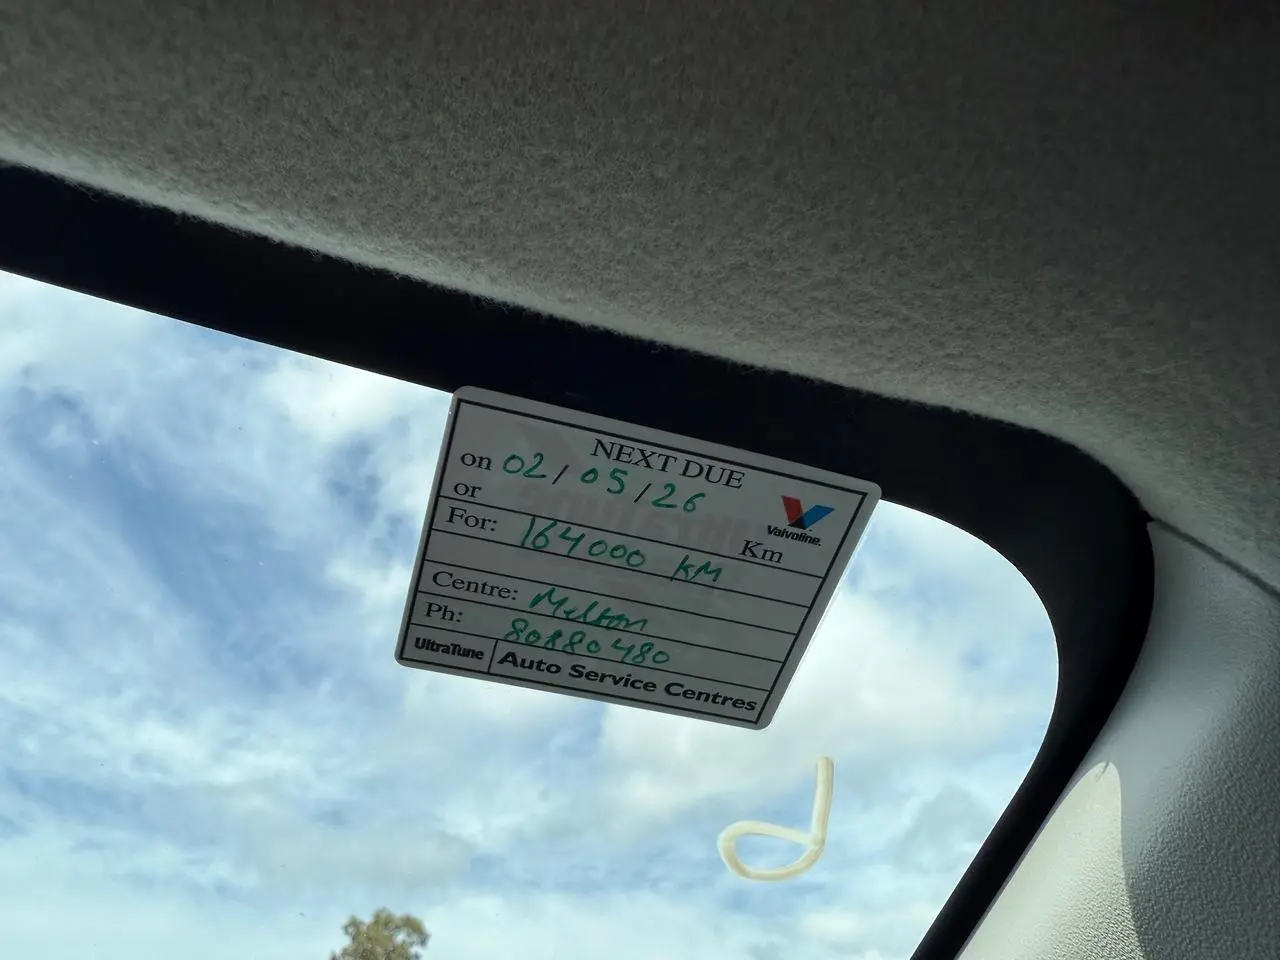 NEXT DUE
on 02/05/26
or
Valvoline.
Km
For: 164000 KM
Centre: Melton
Ph: 80880480
UltraTune Auto Service Centres
d